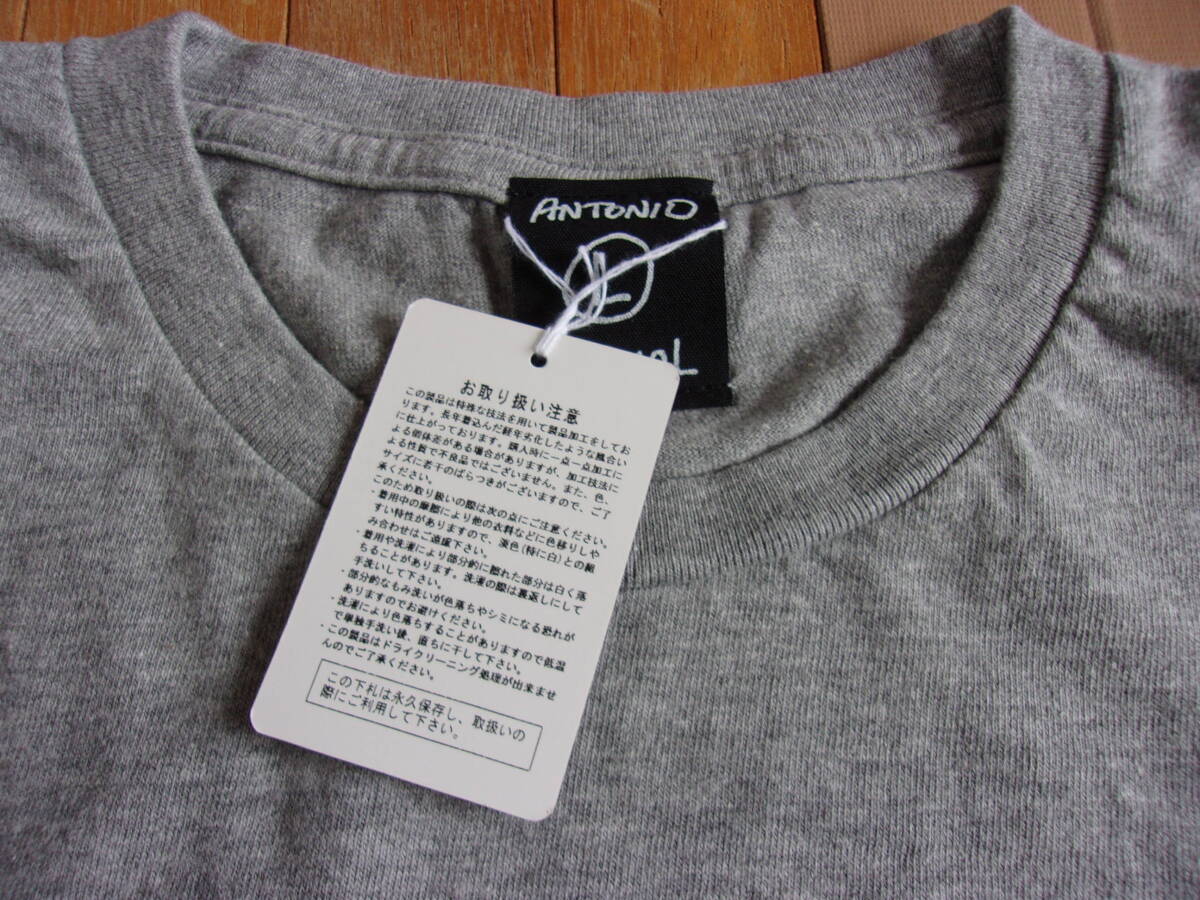 ANTONIO
お取り扱い注意
この製品は特殊な技法を用いて製品加工をしてお
ります。長年着込んだ経年劣化したような風合い
に仕上がっております。購入時に一点一点加工に
よる個体差がある場合がありますが、加工技法に
よる性質で不良品ではございません。また、色、
サイズに若干のばらつきがございますので、ご了
承ください。
このため取り扱いの際は次の点にご注意ください。
・着用中の摩擦により他の衣料などに色移りしや
すい特性がありますので、淡色(特に白)との組
み合わせはご遠慮下さい。
・着用や洗濯により部分的に擦れた部分は白く落
ちることがあります。洗濯の際は裏返しにして
手洗いして下さい。
・部分的なもみ洗いが色落ちやシミになる恐れが
ありますのでお避けください。
・洗濯により色落ちすることがありますので低温
で単独手洗い後、直ちに干して下さい。
・この製品はドライクリーニング処理が出来ませ
んのでご了承ください。
この下札は永久保存し、取扱いの
際にご利用して下さい。